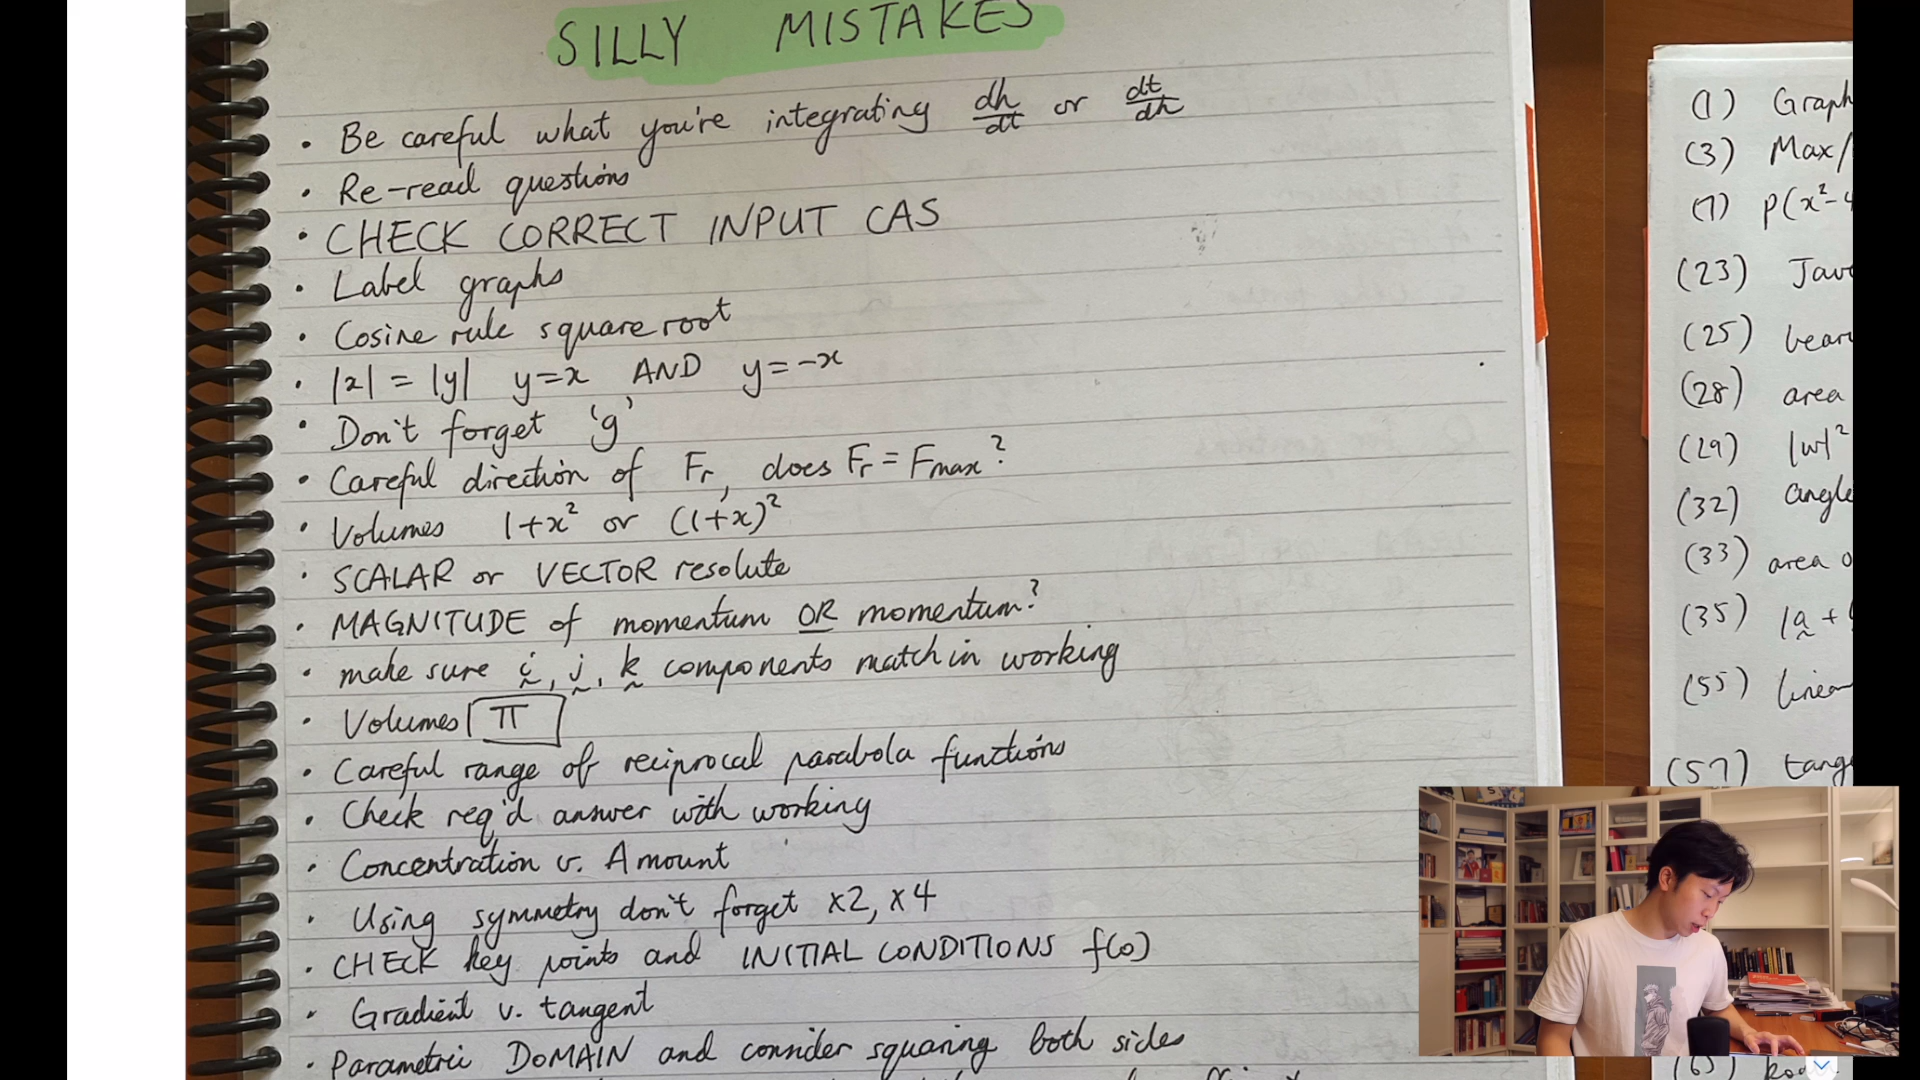 SILLY MISTAKES
• Be careful what you're integrating dh/dt or dt/dh
• Re-read questions
• CHECK CORRECT INPUT CAS
• Label graphs
• Cosine rule square root
• |x| = |y| y=x AND y=-x
• Don't forget 'g'
• Careful direction of Fr, does Fr = Fmax?
• Volumes 1+x² or (1+x)²
• SCALAR or VECTOR resolute
• MAGNITUDE of momentum OR momentum?
• make sure i, j, k components match in working
• Volumes π
• Careful range of reciprocal parabola functions
• Check req'd answer with working
• Concentration v. Amount
• Using symmetry don't forget x2, x4
• CHECK key points and INITIAL CONDITIONS f(0)
• Gradient v. tangent
• Parametric DOMAIN and consider squaring both sides
(1) Graph
(3) Max/
(7) P(x²-4
(23) Jav
(25) bear
(28) area
(29) |w|²
(32) angle
(33) area o
(35) |a +
(55) linea
(57) tang
(63)